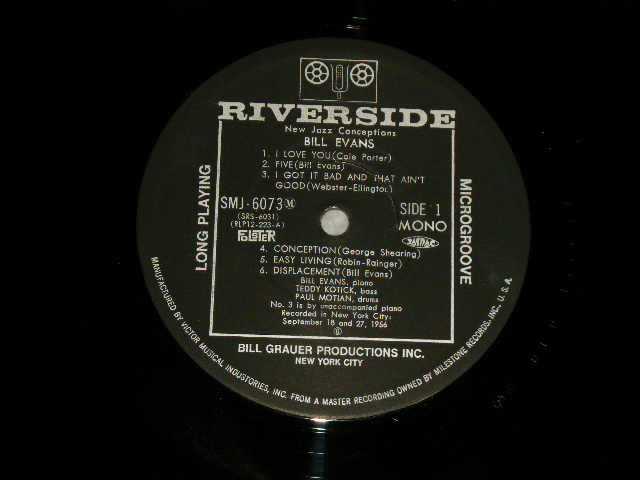 RIVERSIDE
New Jazz Conceptions
BILL EVANS
1. I LOVE YOU(Cole Porter)
2. FIVE(Bill Evans)
3. I GOT IT BAD AND THAT AIN'T
GOOD(Webster-Ellington)
SMJ-6073 M
(SRS-6031)
(RLP12-223-A)
SIDE 1
MONO
4. CONCEPTION(George Shearing)
5. EASY LIVING(Robin-Rainger)
6. DISPLACEMENT(Bill Evans)
BILL EVANS, piano
TEDDY KOTICK, bass
PAUL MOTIAN, drums
No. 3 is by unaccompanied piano
Recorded in New York City:
September 18 and 27, 1956
LONG PLAYING
MICROGROOVE
BILL GRAUER PRODUCTIONS INC.
NEW YORK CITY
MANUFACTURED BY VICTOR MUSICAL INDUSTORIES, INC. FROM A MASTER RECORDING OWNED BY MILESTONE RECORDS, INC, U. S. A.